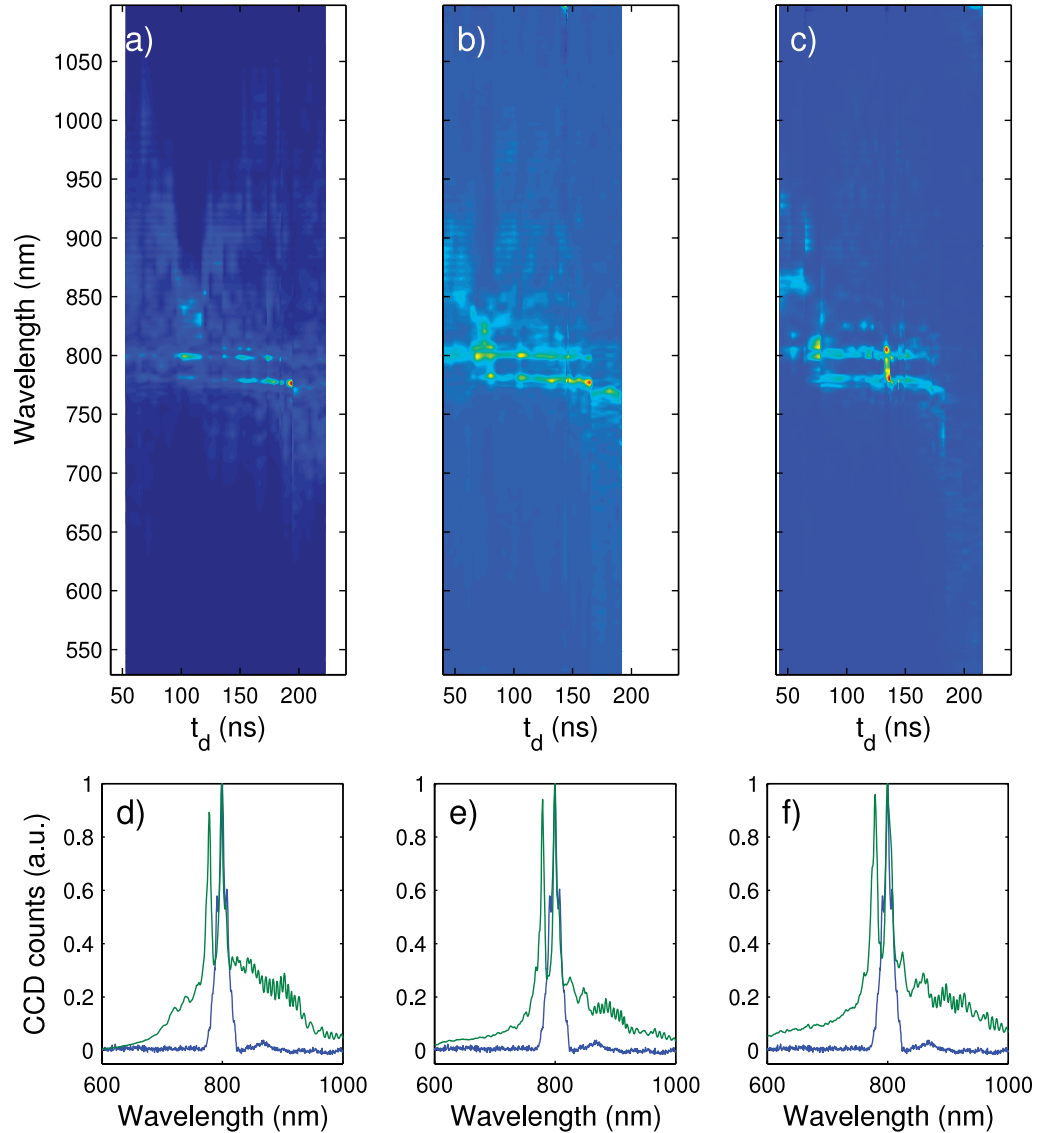 a) b) c)
1050
1000
950
900
850
800
750
700
650
600
550
Wavelength (nm)
50 100 150 200 50 100 150 200 50 100 150 200
t_d (ns) t_d (ns) t_d (ns)
d) e) f)
1 1 1
0.8 0.8 0.8
0.6 0.6 0.6
0.4 0.4 0.4
0.2 0.2 0.2
0 0 0
CCD counts (a.u.)
600 800 1000 600 800 1000 600 800 1000
Wavelength (nm) Wavelength (nm) Wavelength (nm)